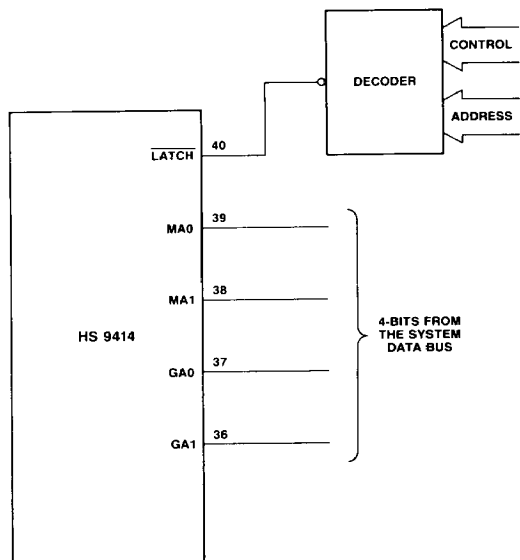 CONTROL
DECODER
ADDRESS
40
LATCH
39
MA0
38
MA1
4-BITS FROM
THE SYSTEM
DATA BUS
HS 9414
37
GA0
36
GA1